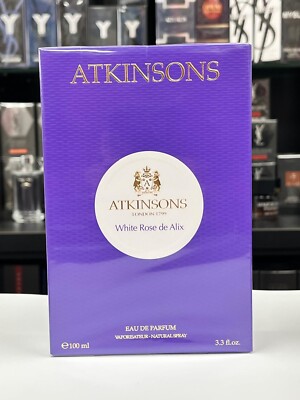 ATKINSONS
ATKINSONS
LONDON 1799
White Rose de Alix
EAU DE PARFUM
VAPORISATEUR - NATURAL SPRAY
℮100 ml 3.3 fl.oz.